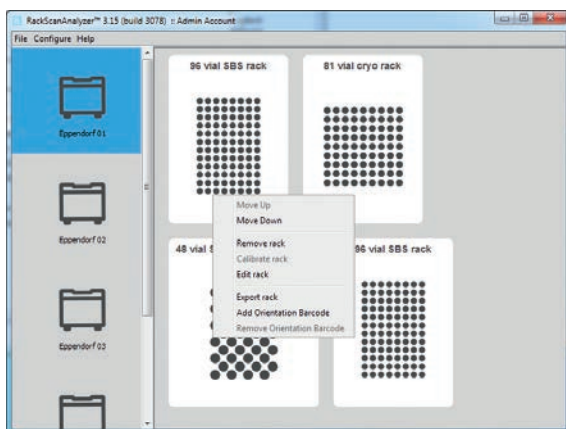 RackScanAnalyzer™ 3.15 (build 3078) :: Admin Account
File Configure Help
96 vial SBS rack
81 vial cryo rack
Eppendorf 01
Move Up
Move Down
Eppendorf 02
48 vial
96 vial SBS rack
Remove rack
Calibrate rack
Edit rack
Export rack
Add Orientation Barcode
Remove Orientation Barcode
Eppendorf 03